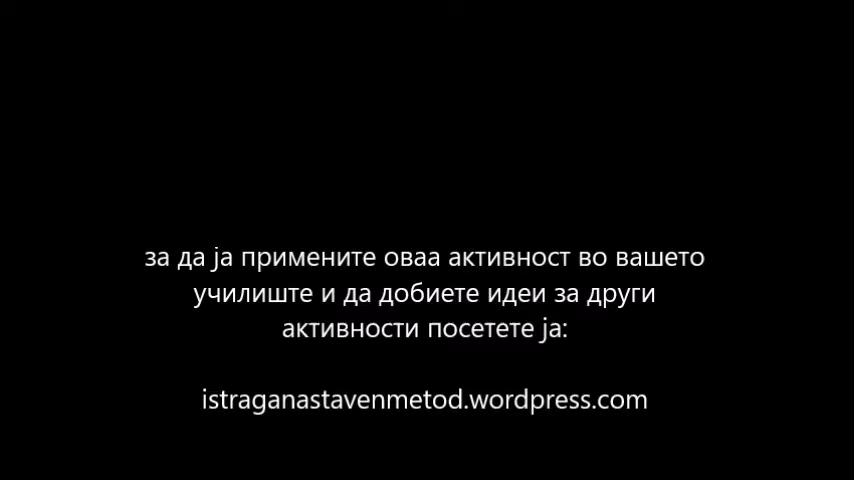 за да ја примените оваа активност во вашето
училиште и да добиете идеи за други
активности посетете ја:
istraganastavenmetod.wordpress.com